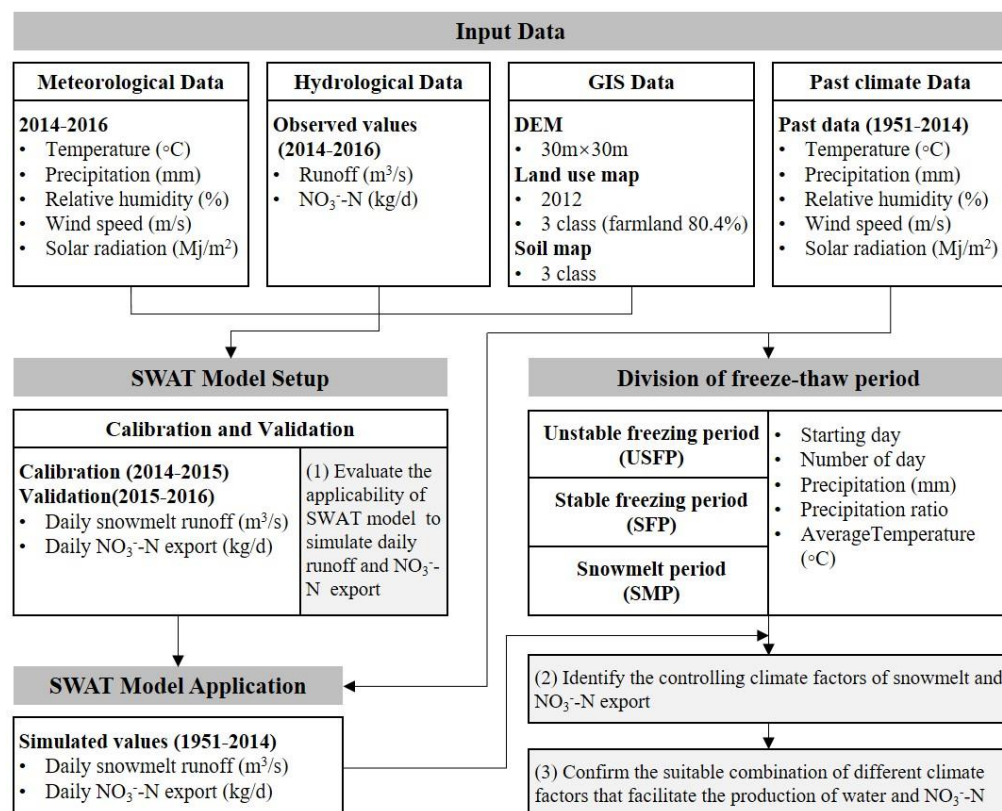 Input Data
Meteorological Data
2014-2016
• Temperature (◦C)
• Precipitation (mm)
• Relative humidity (%)
• Wind speed (m/s)
• Solar radiation (Mj/m²)
Hydrological Data
Observed values
(2014-2016)
• Runoff (m³/s)
• NO₃⁻-N (kg/d)
GIS Data
DEM
• 30m×30m
Land use map
• 2012
• 3 class (farmland 80.4%)
Soil map
• 3 class
Past climate Data
Past data (1951-2014)
• Temperature (◦C)
• Precipitation (mm)
• Relative humidity (%)
• Wind speed (m/s)
• Solar radiation (Mj/m²)
SWAT Model Setup
Calibration and Validation
Calibration (2014-2015)
Validation(2015-2016)
• Daily snowmelt runoff (m³/s)
• Daily NO₃⁻-N export (kg/d)
(1) Evaluate the
applicability of
SWAT model to
simulate daily
runoff and NO₃⁻-
N export
Division of freeze-thaw period
Unstable freezing period
(USFP)
Stable freezing period
(SFP)
Snowmelt period
(SMP)
• Starting day
• Number of day
• Precipitation (mm)
• Precipitation ratio
• AverageTemperature
(◦C)
SWAT Model Application
Simulated values (1951-2014)
• Daily snowmelt runoff (m³/s)
• Daily NO₃⁻-N export (kg/d)
(2) Identify the controlling climate factors of snowmelt and
NO₃⁻-N export
(3) Confirm the suitable combination of different climate
factors that facilitate the production of water and NO₃⁻-N